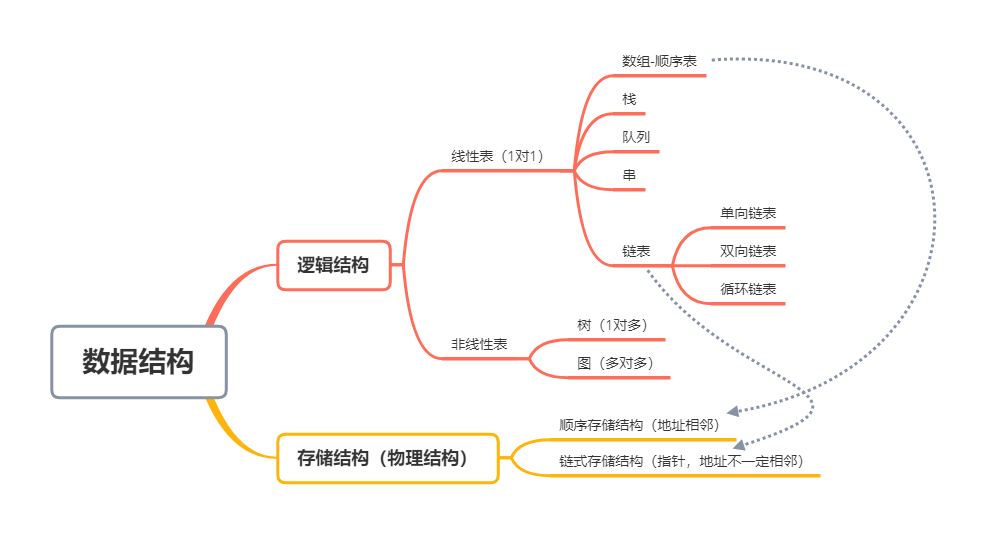 数据结构
逻辑结构
线性表（1对1）
数组-顺序表
栈
队列
串
链表
单向链表
双向链表
循环链表
非线性表
树（1对多）
图（多对多）
存储结构（物理结构）
顺序存储结构（地址相邻）
链式存储结构（指针，地址不一定相邻）